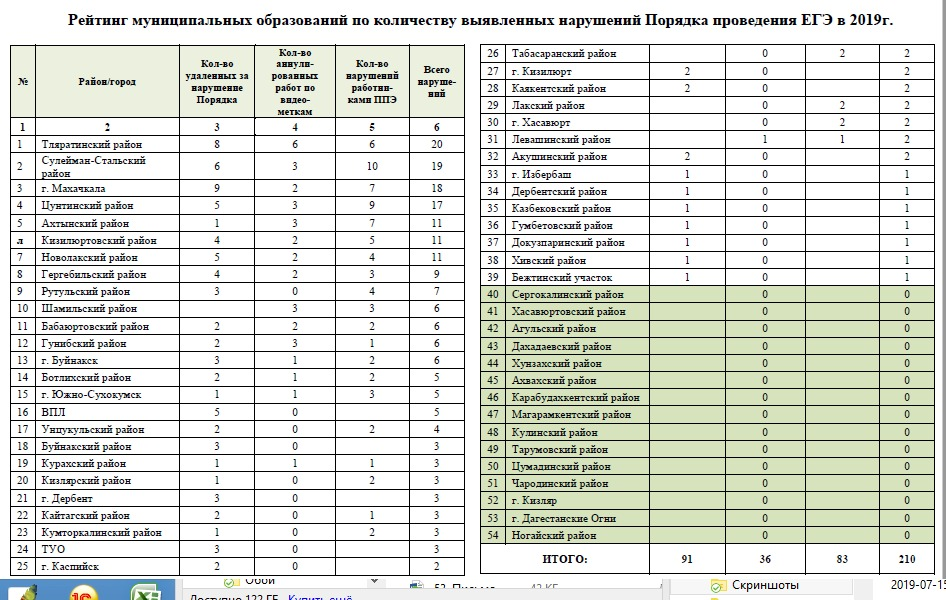 Рейтинг муниципальных образований по количеству выявленных нарушений Порядка проведения ЕГЭ в 2019г.
№ Район/город Кол-во удаленных за нарушение Порядка Кол-во аннули- рованных работ по видео- меткам Кол-во нарушений работни- ками ППЭ Всего наруше- ний
1 2 3 4 5 6
1 Тляратинский район 8 6 6 20
2 Сулейман-Стальский район 6 3 10 19
3 г. Махачкала 9 2 7 18
4 Цунтинский район 5 3 9 17
5 Ахтынский район 1 3 7 11
л Кизилюртовский район 4 2 5 11
7 Новолакский район 5 2 4 11
8 Гергебильский район 4 2 3 9
9 Рутульский район 3 0 4 7
10 Шамильский район 3 3 6
11 Бабаюртовский район 2 2 2 6
12 Гунибский район 2 3 1 6
13 г. Буйнакск 3 1 2 6
14 Ботлихский район 2 1 2 5
15 г. Южно-Сухокумск 1 1 3 5
16 ВПЛ 5 0 5
17 Унцукульский район 2 0 2 4
18 Буйнакский район 3 0 3
19 Курахский район 1 1 1 3
20 Кизлярский район 1 0 2 3
21 г. Дербент 3 0 3
22 Кайтагский район 2 0 1 3
23 Кумторкалинский район 1 0 2 3
24 ТУО 3 0 3
25 г. Каспийск 2 0 2
26 Табасаранский район 0 2 2
27 г. Кизилюрт 2 0 2
28 Каякентский район 2 0 2
29 Лакский район 0 2 2
30 г. Хасавюрт 0 2 2
31 Левашинский район 1 1 2
32 Акушинский район 2 0 2
33 г. Избербаш 1 0 1
34 Дербентский район 1 0 1
35 Казбековский район 1 0 1
36 Гумбетовский район 1 0 1
37 Докузпаринский район 1 0 1
38 Хивский район 1 0 1
39 Бежтинский участок 1 0 1
40 Сергокалинский район 0 0
41 Хасавюртовский район 0 0
42 Агульский район 0 0
43 Дахадаевский район 0 0
44 Хунзахский район 0 0
45 Ахвахский район 0 0
46 Карабудахкентский район 0 0
47 Магарамкентский район 0 0
48 Кулинский район 0 0
49 Тарумовский район 0 0
50 Цумадинский район 0 0
51 Чародинский район 0 0
52 г. Кизляр 0 0
53 г. Дагестанские Огни 0 0
54 Ногайский район 0 0
ИТОГО: 91 36 83 210
Обои
Скриншоты
Купить ещё